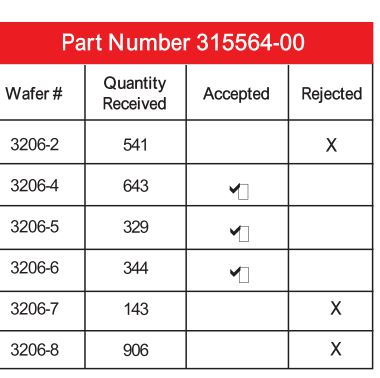 Part Number 315564-00
Wafer # Quantity Received Accepted Rejected
3206-2 541 X
3206-4 643 ✔
3206-5 329 ✔
3206-6 344 ✔
3206-7 143 X
3206-8 906 X